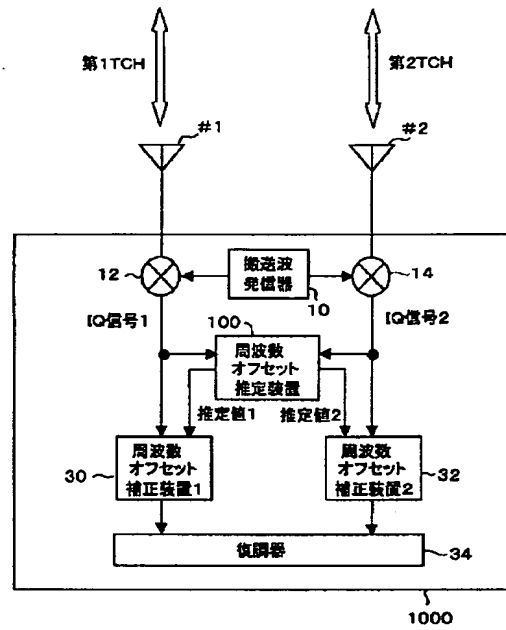 第1TCH
第2TCH
#1
#2
12
搬送波
発信器
14
10
IQ信号1
100
IQ信号2
周波数
オフセット
推定装置
推定値1
推定値2
周波数
オフセット
補正装置1
30
周波数
オフセット
補正装置2
32
復調器
34
1000